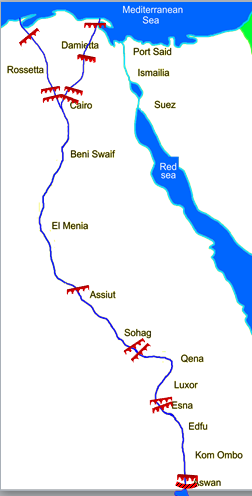 Mediterranean
Sea
Damietta
Port Said
Rossetta
Ismailia
Cairo
Suez
Beni Swaif
Red
sea
El Menia
Assiut
Sohag
Qena
Luxor
Esna
Edfu
Kom Ombo
Aswan